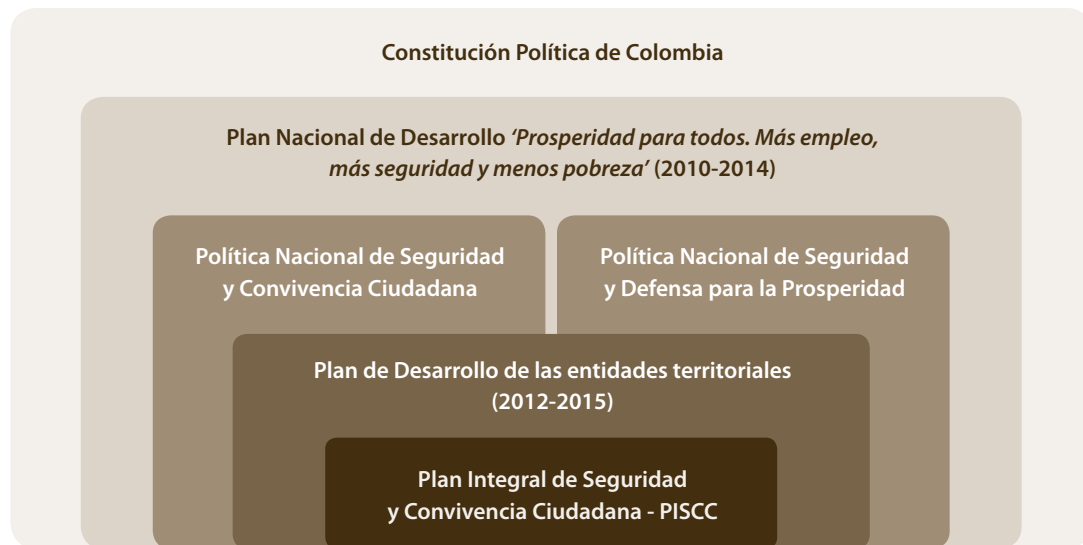 Constitución Política de Colombia
Plan Nacional de Desarrollo ‘Prosperidad para todos. Más empleo,
más seguridad y menos pobreza’ (2010-2014)
Política Nacional de Seguridad
y Convivencia Ciudadana
Política Nacional de Seguridad
y Defensa para la Prosperidad
Plan de Desarrollo de las entidades territoriales
(2012-2015)
Plan Integral de Seguridad
y Convivencia Ciudadana - PISCC